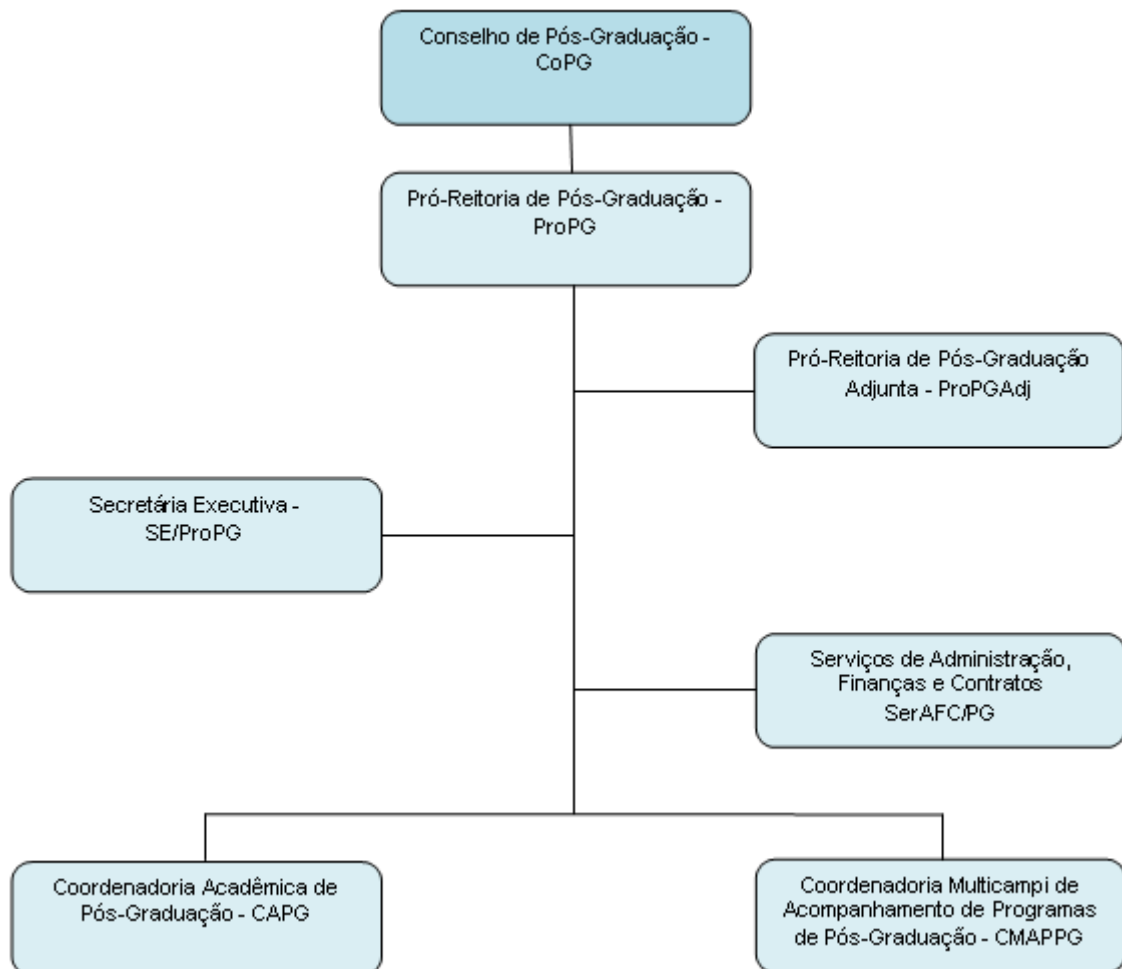 Conselho de Pós-Graduação -
CoPG
Pró-Reitoria de Pós-Graduação -
ProPG
Pró-Reitoria de Pós-Graduação
Adjunta - ProPGAdj
Secretária Executiva -
SE/ProPG
Serviços de Administração,
Finanças e Contratos
SerAFC/PG
Coordenadoria Acadêmica de
Pós-Graduação - CAPG
Coordenadoria Multicampi de
Acompanhamento de Programas
de Pós-Graduação - CMAPPG